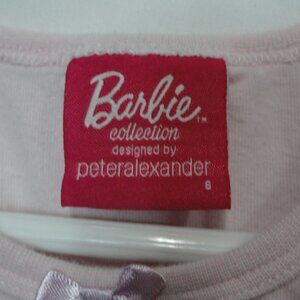 Barbie™
collection
designed by
peteralexander
6